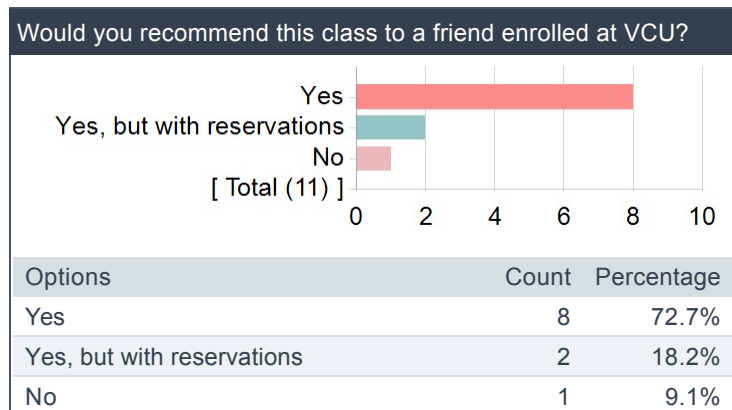 Would you recommend this class to a friend enrolled at VCU?
Yes
Yes, but with reservations
No
[ Total (11) ]
0 2 4 6 8 10
Options Count Percentage
Yes 8 72.7%
Yes, but with reservations 2 18.2%
No 1 9.1%